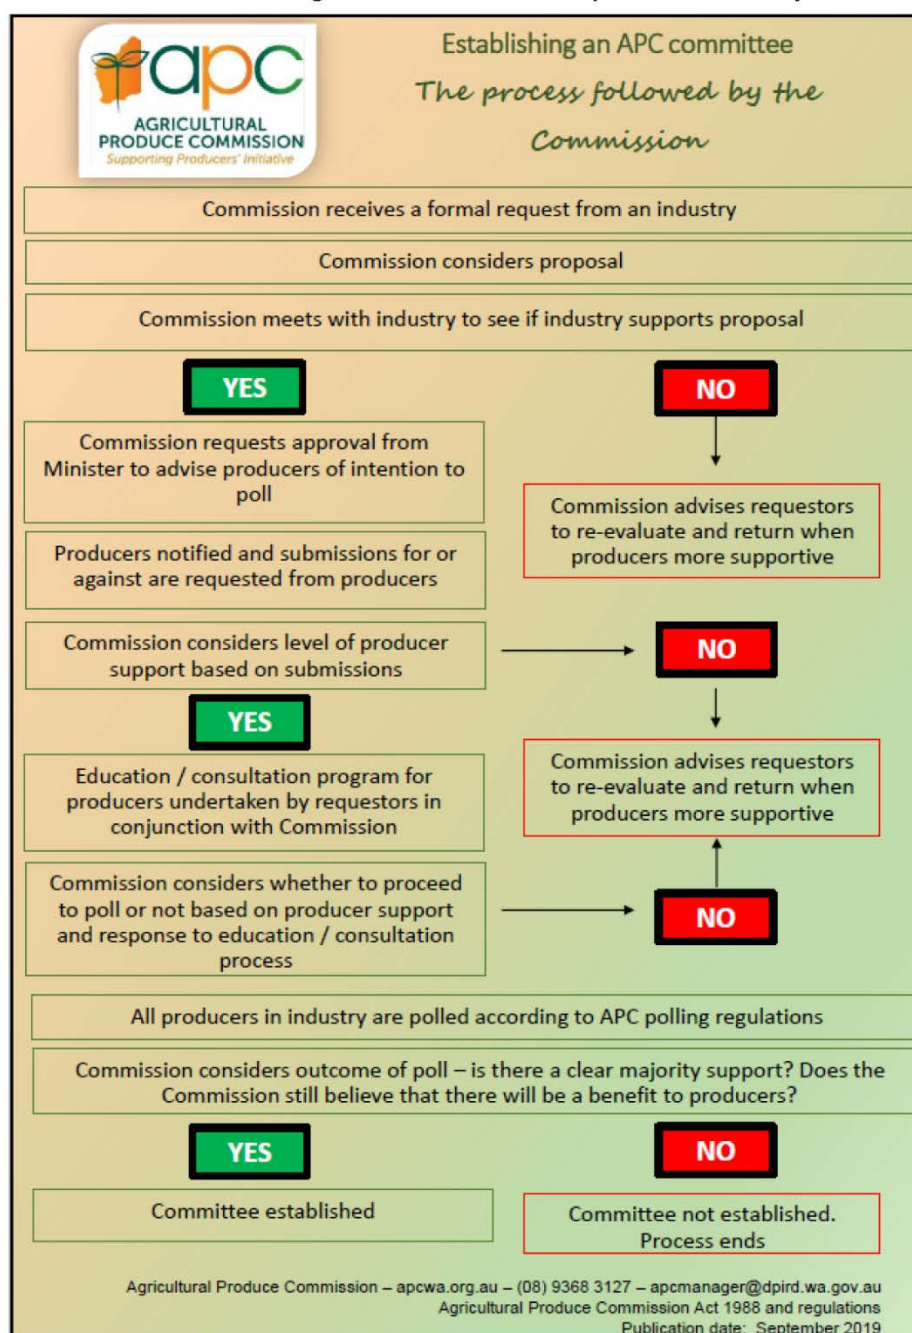 apc
AGRICULTURAL
PRODUCE COMMISSION
Supporting Producers' Initiative
Establishing an APC committee
The process followed by the
Commission
Commission receives a formal request from an industry
Commission considers proposal
Commission meets with industry to see if industry supports proposal
YES
NO
Commission requests approval from
Minister to advise producers of intention to
poll
Commission advises requestors
to re-evaluate and return when
producers more supportive
Producers notified and submissions for or
against are requested from producers
Commission considers level of producer
support based on submissions
NO
YES
Commission advises requestors
to re-evaluate and return when
producers more supportive
Education / consultation program for
producers undertaken by requestors in
conjunction with Commission
Commission considers whether to proceed
to poll or not based on producer support
and response to education / consultation
process
NO
All producers in industry are polled according to APC polling regulations
Commission considers outcome of poll – is there a clear majority support? Does the
Commission still believe that there will be a benefit to producers?
YES
NO
Committee established
Committee not established.
Process ends
Agricultural Produce Commission – apcwa.org.au – (08) 9368 3127 – apcmanager@dpird.wa.gov.au
Agricultural Produce Commission Act 1988 and regulations
Publication date: September 2019